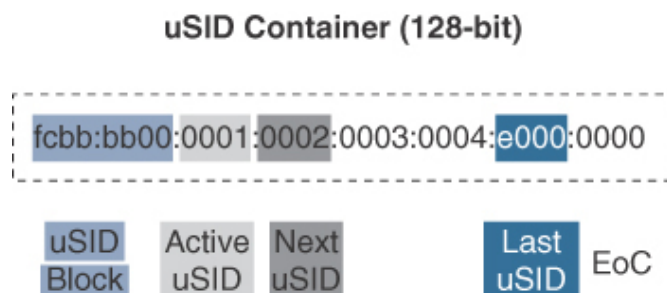 uSID Container (128-bit)
fcbb:bb00:0001:0002:0003:0004:e000:0000
uSID Block
Active uSID
Next uSID
Last uSID
EoC